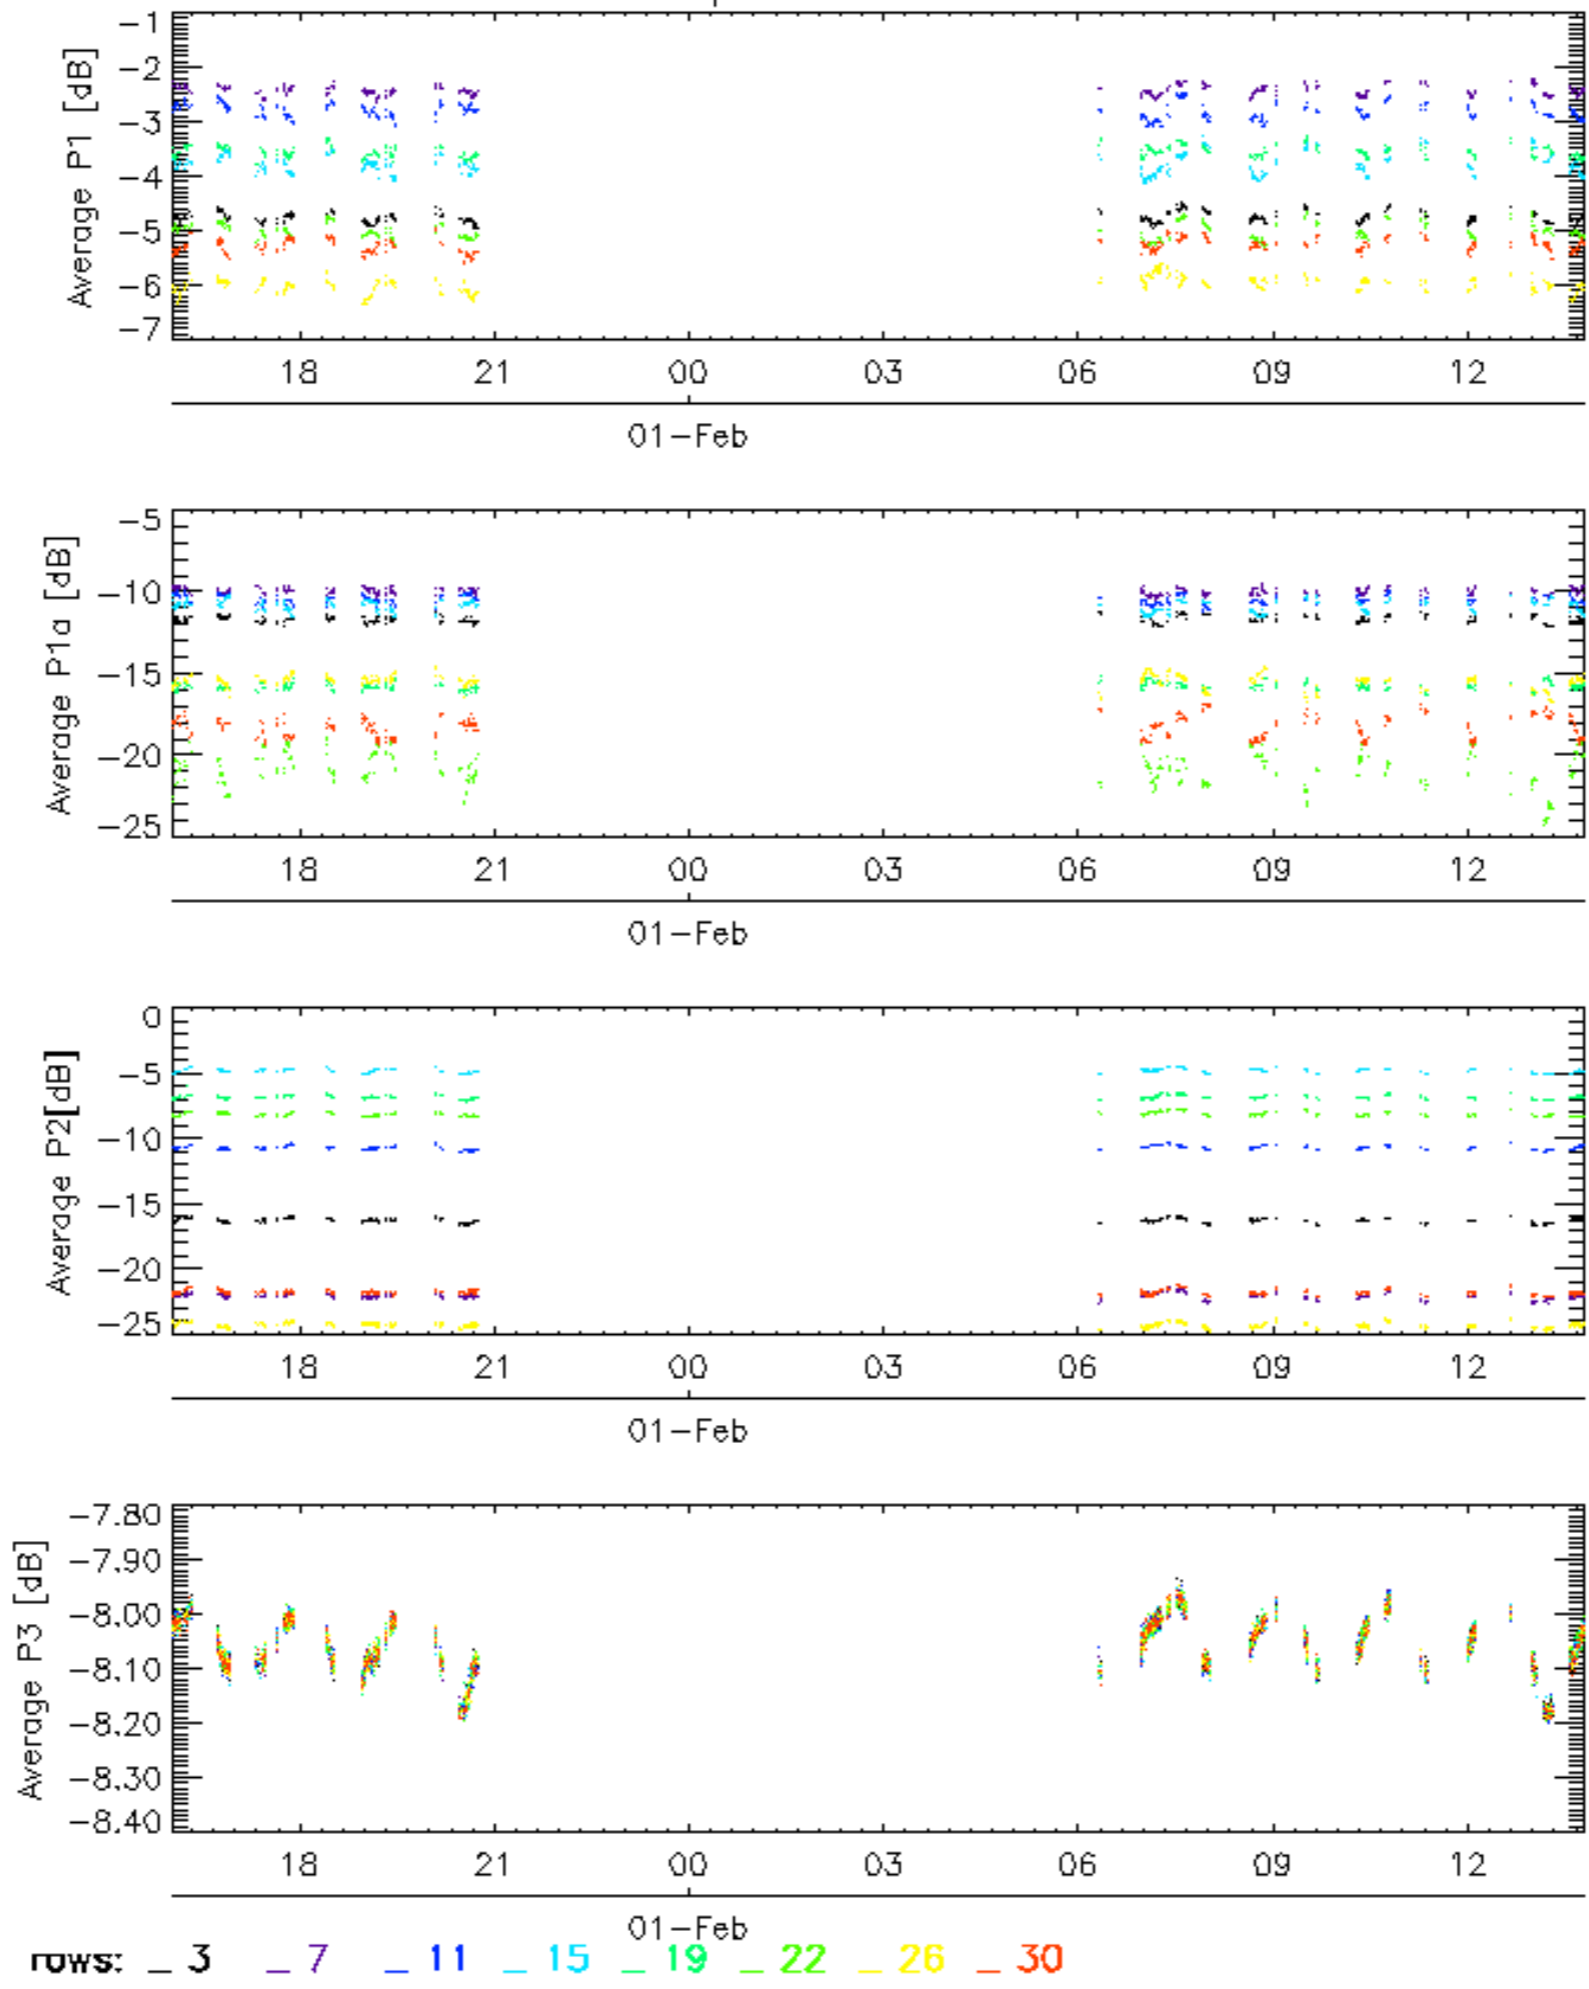 Average P1 [dB]
-1
-2
-3
-4
-5
-6
-7
18 21 00 03 06 09 12
01-Feb
Average P1a [dB]
-5
-10
-15
-20
-25
18 21 00 03 06 09 12
01-Feb
Average P2[dB]
0
-5
-10
-15
-20
-25
18 21 00 03 06 09 12
01-Feb
Average P3 [dB]
-7.80
-7.90
-8.00
-8.10
-8.20
-8.30
-8.40
18 21 00 03 06 09 12
01-Feb
rows: _ 3 _ 7 _ 11 _ 15 _ 19 _ 22 _ 26 _ 30